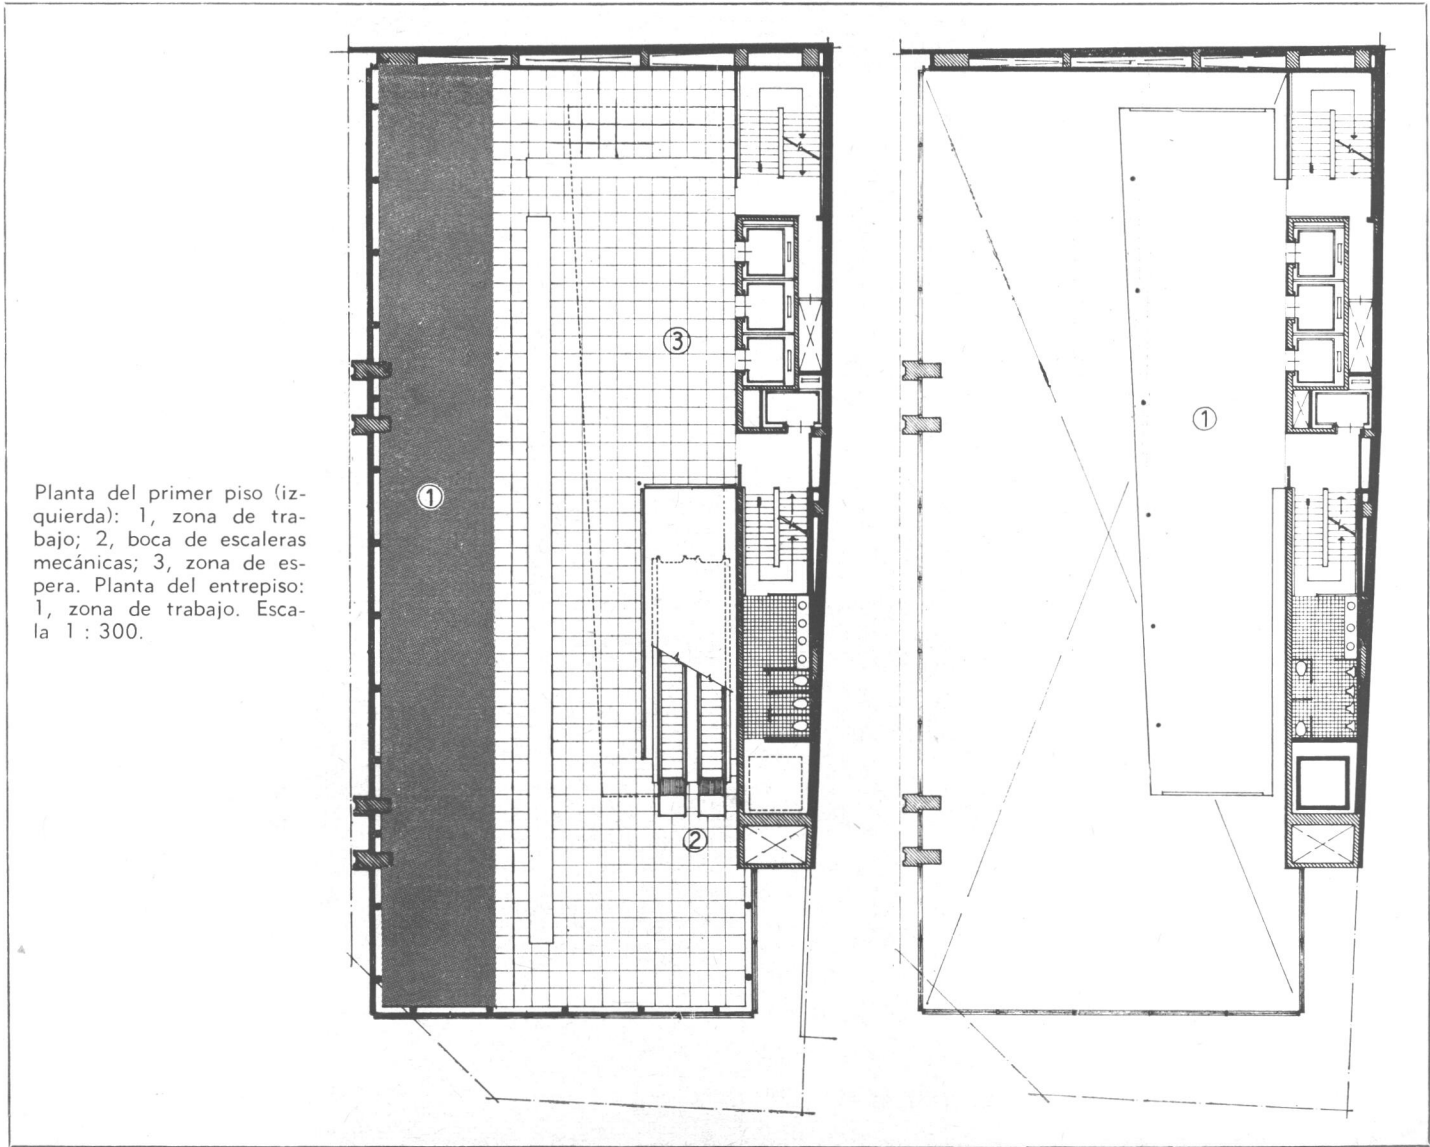 Planta del primer piso (iz-
quierda): 1, zona de tra-
bajo; 2, boca de escaleras
mecánicas; 3, zona de es-
pera. Planta del entrepiso:
1, zona de trabajo. Esca-
la 1 : 300.
3
1
1
2